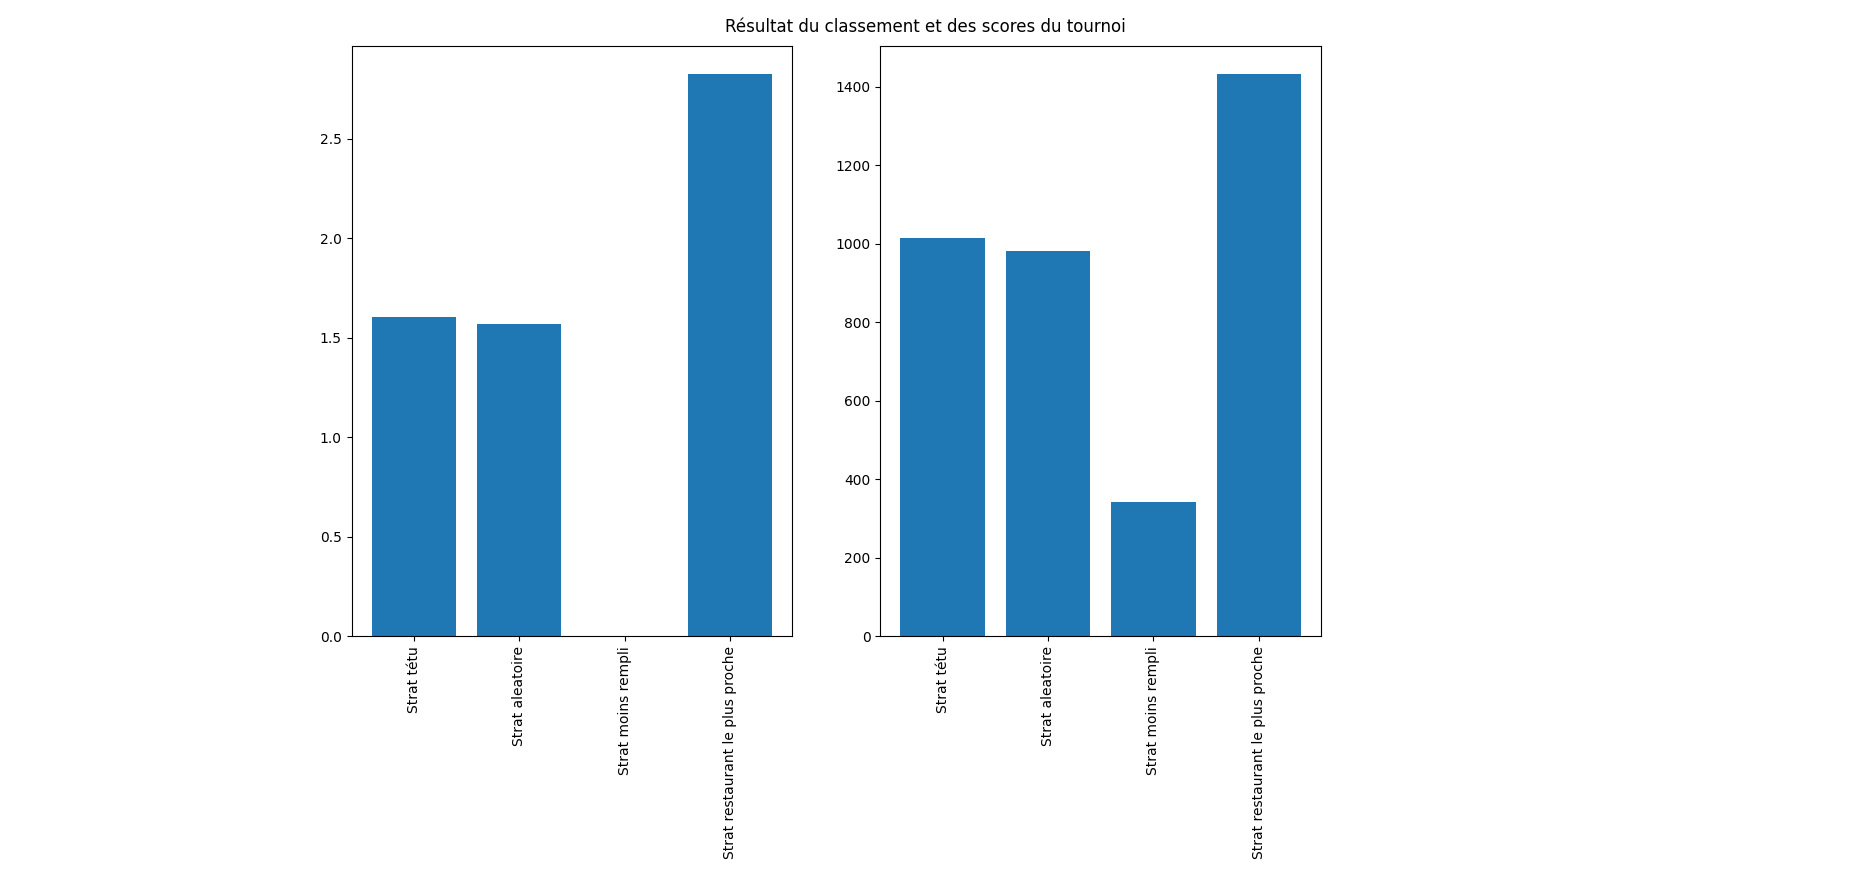 Résultat du classement et des scores du tournoi
2.5
2.0
1.5
1.0
0.5
0.0
Strat tétu
Strat aleatoire
Strat moins rempli
Strat restaurant le plus proche
1400
1200
1000
800
600
400
200
0
Strat tétu
Strat aleatoire
Strat moins rempli
Strat restaurant le plus proche